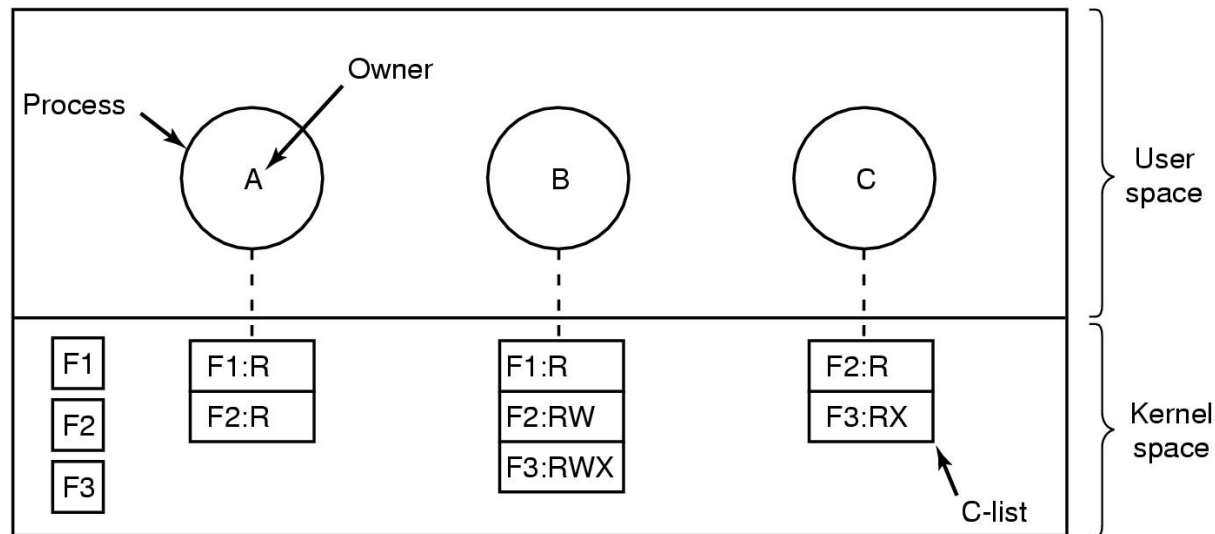 Owner
Process
A
B
C
User
space
F1
F2
F3
F1:R
F2:R
F1:R
F2:RW
F3:RWX
F2:R
F3:RX
C-list
Kernel
space